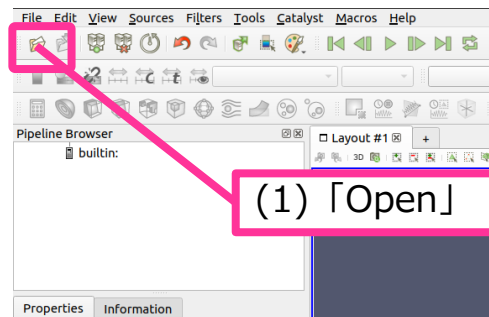 File Edit View Sources Filters Tools Catalyst Macros Help
Pipeline Browser
Layout #1
+
builtin:
3D
(1)「Open」
Properties Information